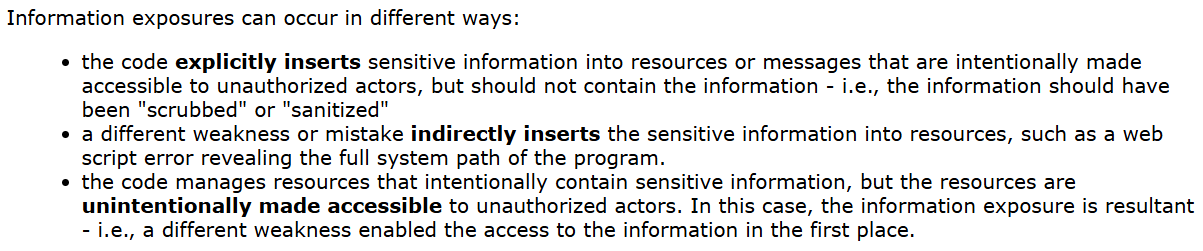 Information exposures can occur in different ways:
• the code explicitly inserts sensitive information into resources or messages that are intentionally made
accessible to unauthorized actors, but should not contain the information - i.e., the information should have
been "scrubbed" or "sanitized"
• a different weakness or mistake indirectly inserts the sensitive information into resources, such as a web
script error revealing the full system path of the program.
• the code manages resources that intentionally contain sensitive information, but the resources are
unintentionally made accessible to unauthorized actors. In this case, the information exposure is resultant
- i.e., a different weakness enabled the access to the information in the first place.